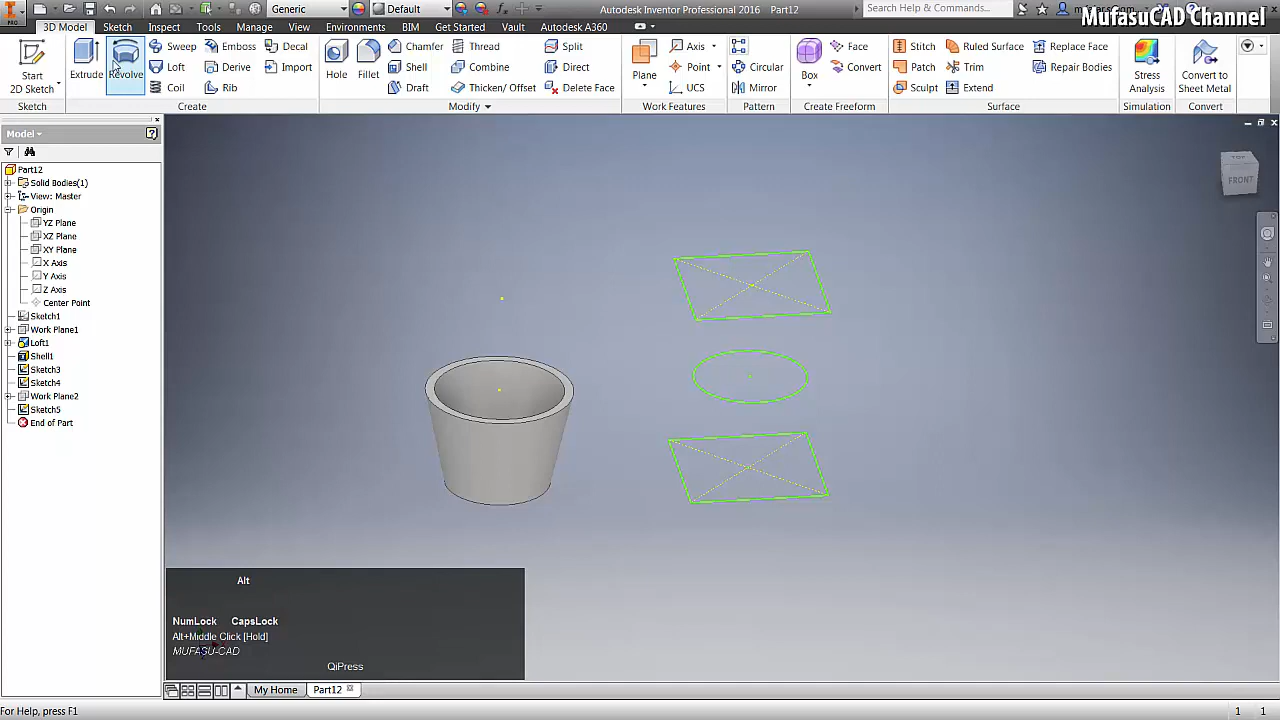 MufasuCAD Channel
Generic
Default
Autodesk Inventor Professional 2016 Part12
Search Help & Commands...
3D Model Sketch Inspect Tools Manage View Environments BIM Get Started Vault Autodesk A360
Start
2D Sketch
Extrude
Revolve
Sweep
Loft
Coil
Emboss
Derive
Rib
Decal
Import
Hole
Fillet
Chamfer
Shell
Draft
Thread
Combine
Thicken/ Offset
Split
Direct
Delete Face
Plane
Axis
Point
UCS
Circular
Mirror
Box
Face
Convert
Stitch
Patch
Sculpt
Ruled Surface
Trim
Extend
Replace Face
Repair Bodies
Stress
Analysis
Convert to
Sheet Metal
Sketch Create Modify Work Features Pattern Create Freeform Surface Simulation Convert
Model
Part12
Solid Bodies(1)
View: Master
Origin
YZ Plane
XZ Plane
XY Plane
X Axis
Y Axis
Z Axis
Center Point
Sketch1
Work Plane1
Loft1
Shell1
Sketch3
Sketch4
Work Plane2
Sketch5
End of Part
TOP
FRONT
Alt
NumLock CapsLock
Alt+Middle Click [Hold]
MUFASU-CAD
QiPress
My Home Part12
For Help, press F1
1 1